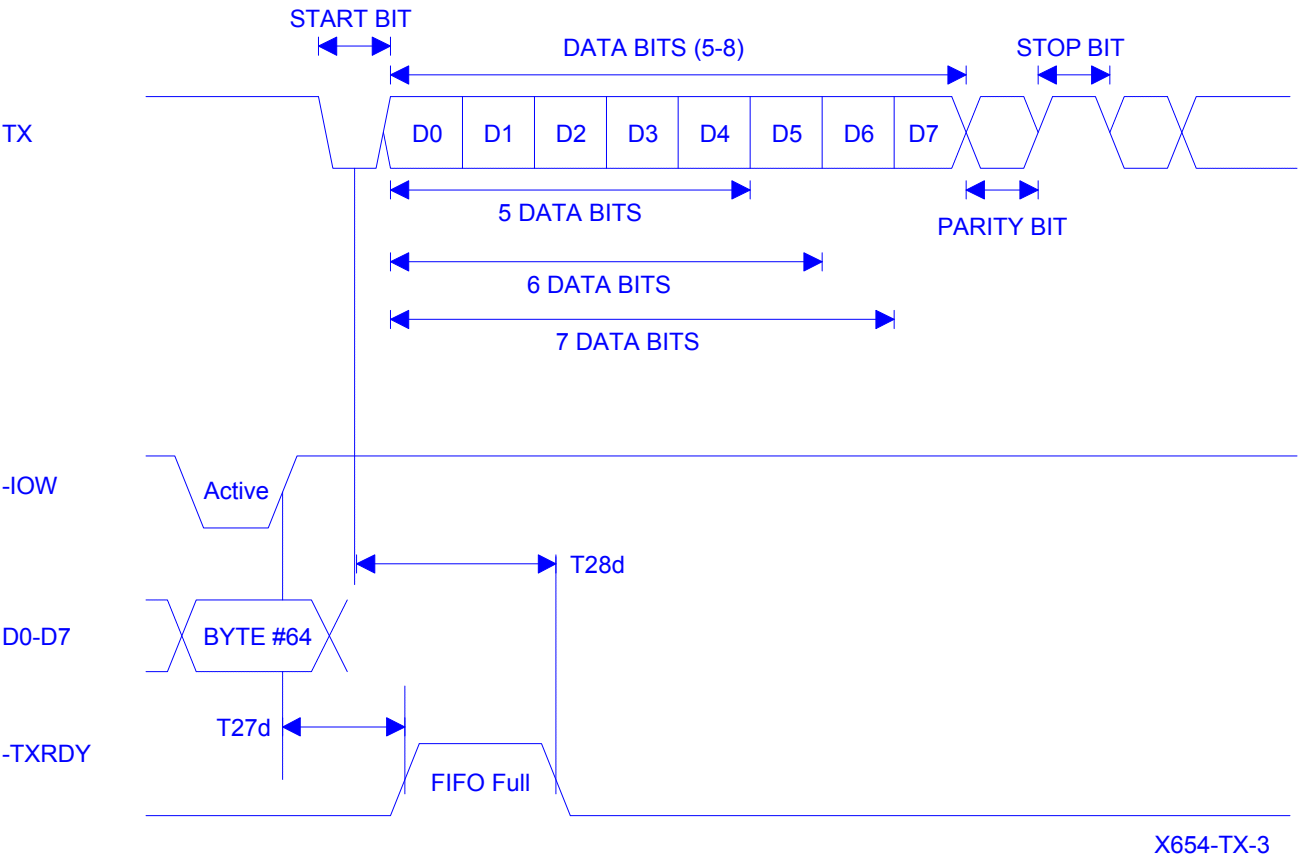 START BIT
DATA BITS (5-8)
STOP BIT
TX
D0 D1 D2 D3 D4 D5 D6 D7
5 DATA BITS
PARITY BIT
6 DATA BITS
7 DATA BITS
-IOW
Active
T28d
D0-D7
BYTE #64
T27d
-TXRDY
FIFO Full
X654-TX-3